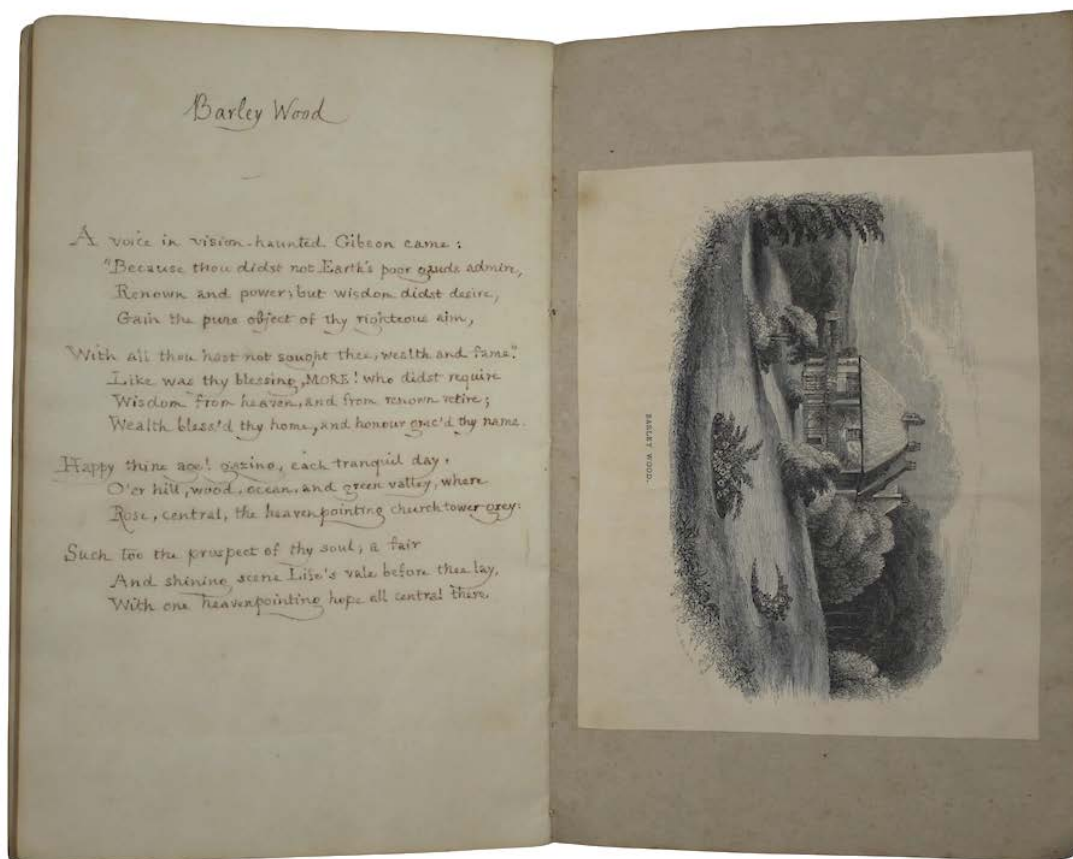 Barley Wood
A voice in vision-haunted Gibeon came:
"Because thou didst not Earth's poor gauds admire,
Renown and power; but wisdom didst desire,
Gain the pure object of thy righteous aim,
With all thou hast not sought thee, wealth and fame."
Like was thy blessing, MORE! who didst require
Wisdom from heaven, and from renown retire;
Wealth bless'd thy home, and honour grac'd thy name.
Happy thine age! gazing, each tranquil day,
O'er hill, wood, ocean, and green valley, where
Rose, central, the heavenpointing church tower grey:
Such too the prospect of thy soul; a fair
And shining scene Life's vale before thee lay,
With one heavenpointing hope all central there.
BARLEY WOOD.